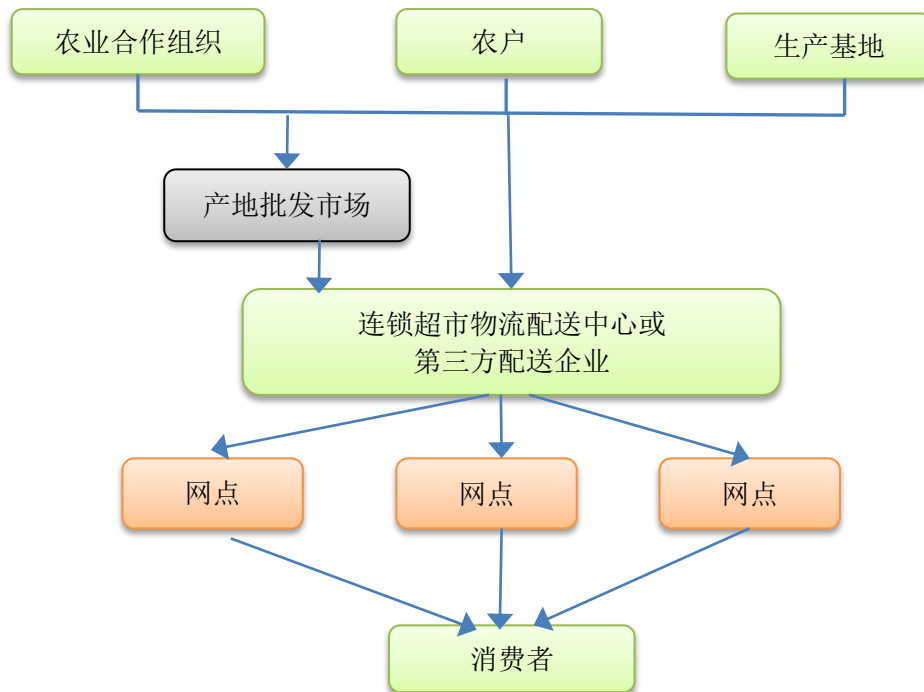 农业合作组织
农户
生产基地
产地批发市场
连锁超市物流配送中心或
第三方配送企业
网点
网点
网点
消费者